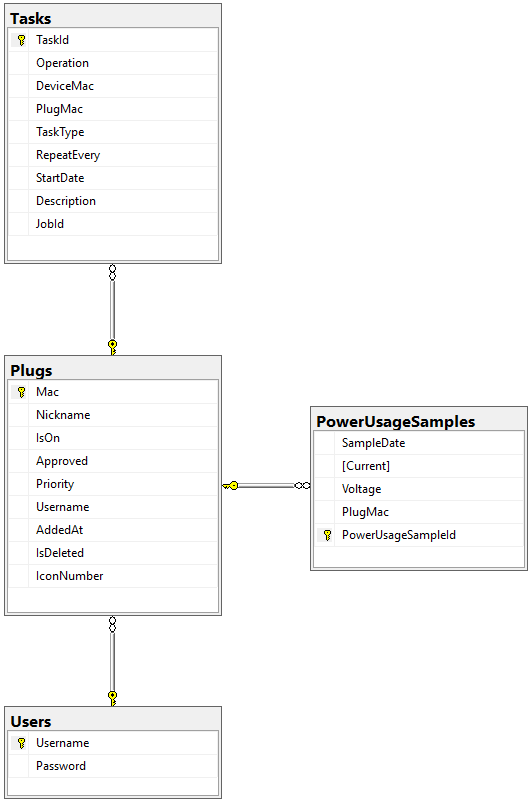 Tasks
TaskId
Operation
DeviceMac
PlugMac
TaskType
RepeatEvery
StartDate
Description
JobId
Plugs
Mac
Nickname
IsOn
Approved
Priority
Username
AddedAt
IsDeleted
IconNumber
PowerUsageSamples
SampleDate
[Current]
Voltage
PlugMac
PowerUsageSampleId
Users
Username
Password